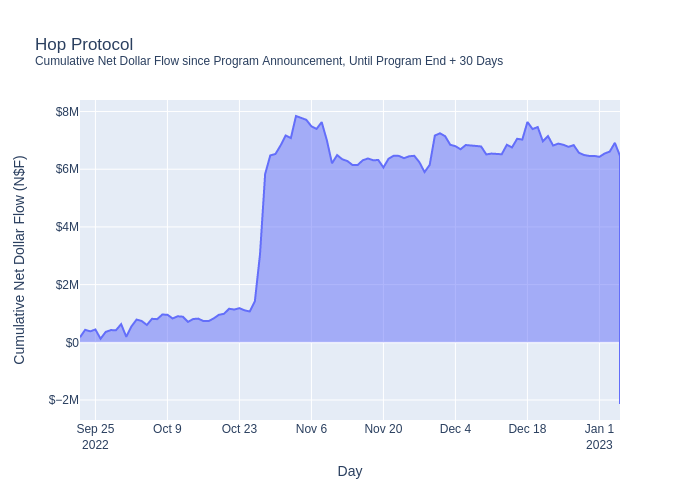 Hop Protocol
Cumulative Net Dollar Flow since Program Announcement, Until Program End + 30 Days
Cumulative Net Dollar Flow (N$F)
$8M
$6M
$4M
$2M
$0
$−2M
Sep 25 Oct 9 Oct 23 Nov 6 Nov 20 Dec 4 Dec 18 Jan 1
2022 2023
Day